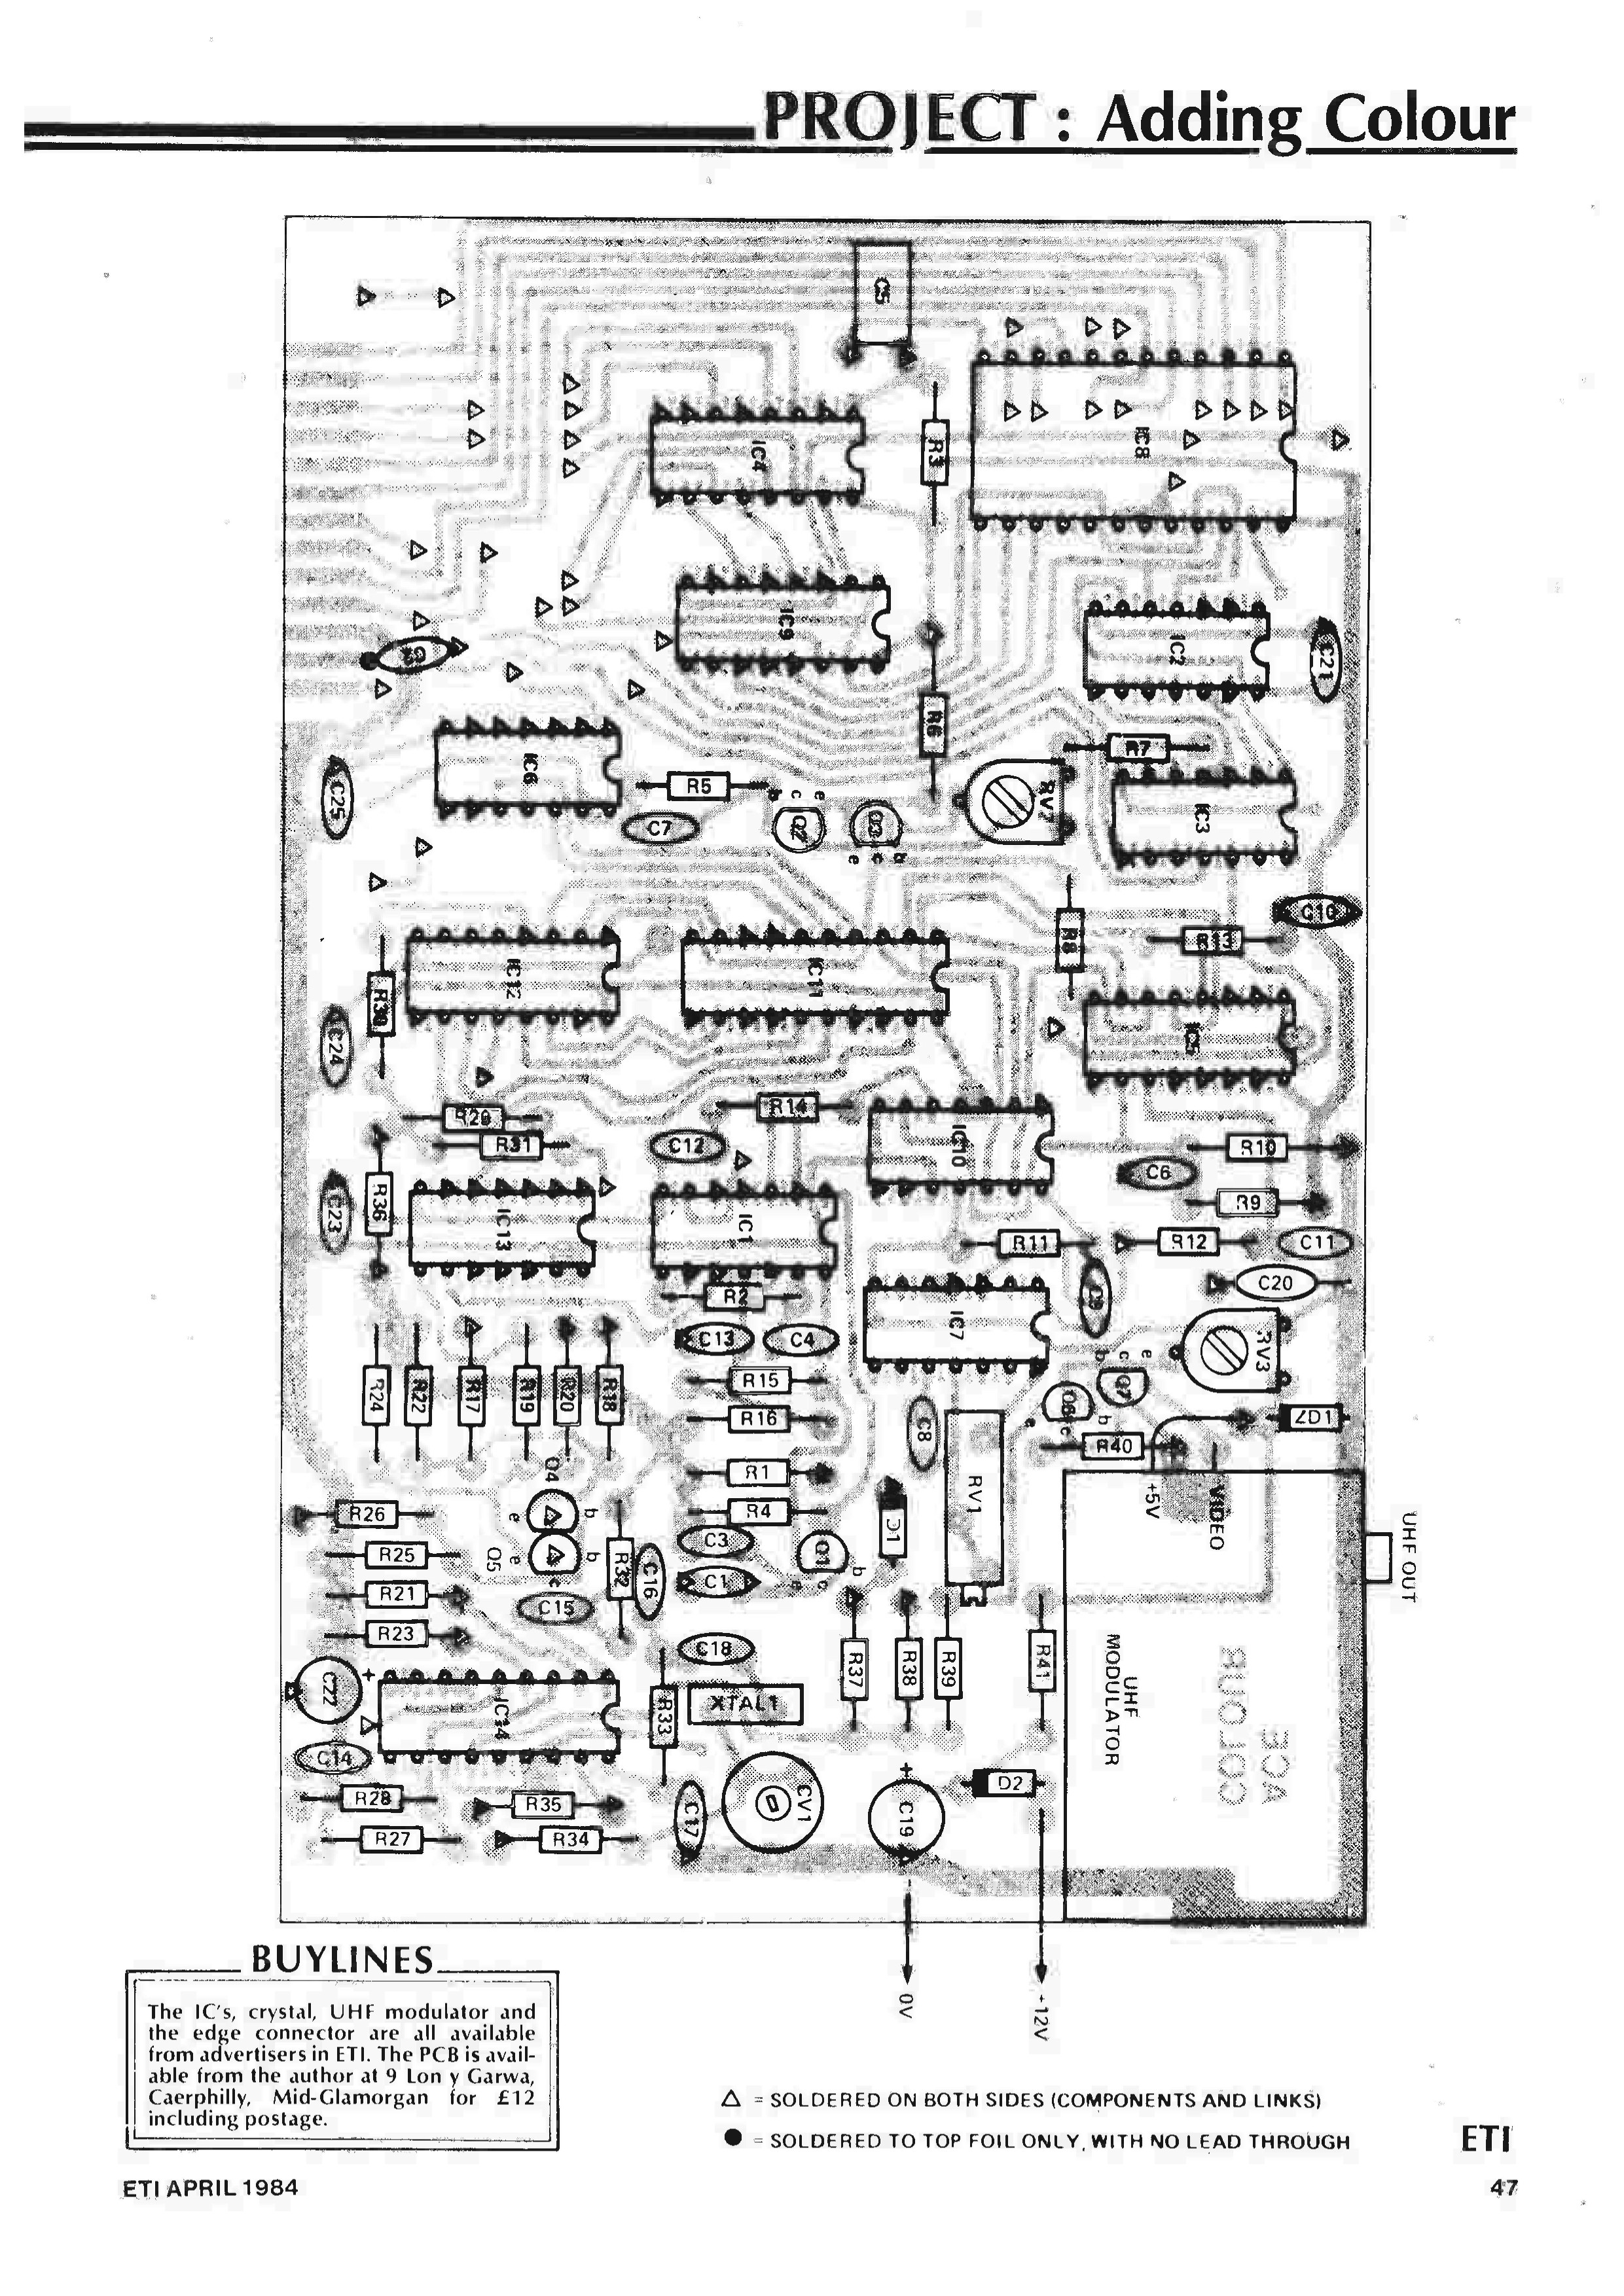 PROJECT : Adding Colour
C5
IC4
R3
IC8
IC9
IC2
C21
R6
R7
IC6
R5
b c e
RV2
C25
C7
Q2
Q3
e c b
IC3
C10
R8
R13
IC12
IC11
R30
C24
IC5
R29
R14
R31
C12
IC10
R10
C6
R36
C23
IC13
IC1
R9
R11
R12
C11
R2
C9
C20
C13
C4
IC7
RV3
R24
R22
R17
R19
R20
R18
R15
b c e
Q7
Q6
R16
C8
ZD1
R40
R1
RV1
+5V
VIDEO
Q4
R26
e
b
R4
D1
UHF OUT
R25
Q5
e
b
c
R32
C16
C3
Q1
e c b
R21
C1
C15
R23
C18
R37
R38
R39
R41
UHF
MODULATOR
ACE
COLOUR
C22
+
IC14
R33
XTAL1
C14
R28
R35
C17
CV1
+
C19
D2
R27
R34
0V
+12V
BUYLINES
The IC's, crystal, UHF modulator and
the edge connector are all available
from advertisers in ETI. The PCB is avail-
able from the author at 9 Lon y Garwa,
Caerphilly, Mid-Glamorgan for £12
including postage.
△ = SOLDERED ON BOTH SIDES (COMPONENTS AND LINKS)
● = SOLDERED TO TOP FOIL ONLY, WITH NO LEAD THROUGH
ETI
ETI APRIL 1984
47